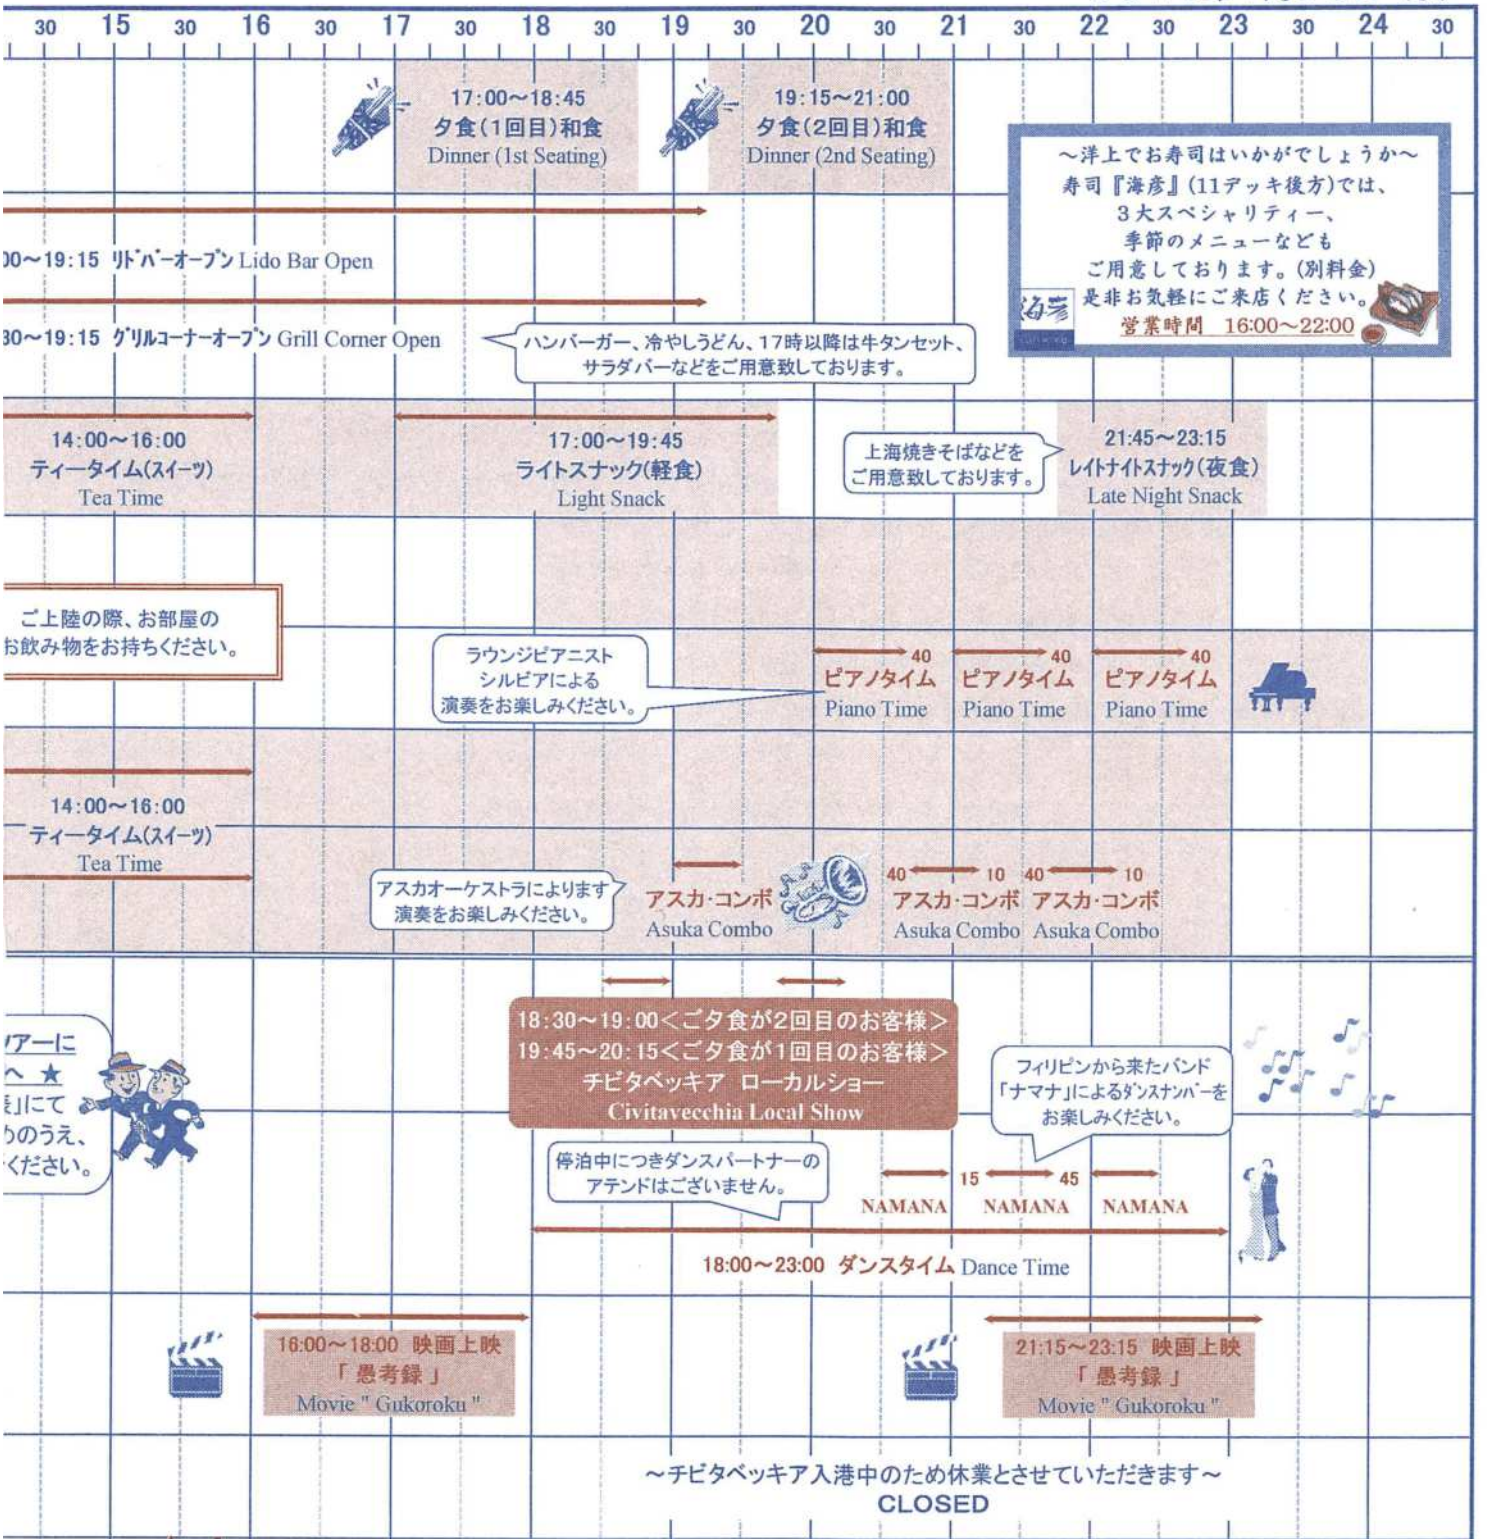 30 15 30 16 30 17 30 18 30 19 30 20 30 21 30 22 30 23 30 24 30
17:00～18:45
夕食(1回目)和食
Dinner (1st Seating)
19:15～21:00
夕食(2回目)和食
Dinner (2nd Seating)
～洋上でお寿司はいかがでしょうか～
寿司『海彦』(11デッキ後方)では、
3大スペシャリティー、
季節のメニューなども
ご用意しております。(別料金)
是非お気軽にご来店ください。
営業時間 16:00～22:00
海彦
00～19:15 リドバーオープン Lido Bar Open
30～19:15 グリルコーナーオープン Grill Corner Open
ハンバーガー、冷やしうどん、17時以降は牛タンセット、
サラダバーなどをご用意致しております。
14:00～16:00
ティータイム(スイーツ)
Tea Time
17:00～19:45
ライトスナック(軽食)
Light Snack
上海焼きそばなどを
ご用意致しております。
21:45～23:15
レイトナイトスナック(夜食)
Late Night Snack
ご上陸の際、お部屋の
お飲み物をお持ちください。
ラウンジピアニスト
シルビアによる
演奏をお楽しみください。
40
ピアノタイム
Piano Time
40
ピアノタイム
Piano Time
40
ピアノタイム
Piano Time
14:00～16:00
ティータイム(スイーツ)
Tea Time
アスカオーケストラによります
演奏をお楽しみください。
アスカ・コンボ
Asuka Combo
40 10
アスカ・コンボ
Asuka Combo
40 10
アスカ・コンボ
Asuka Combo
18:30～19:00<ご夕食が2回目のお客様>
19:45～20:15<ご夕食が1回目のお客様>
チビタベッキア ローカルショー
Civitavecchia Local Show
ツアーに
へ ★
」にて
めのうえ、
ください。
フィリピンから来たバンド
「ナマナ」によるダンスナンバーを
お楽しみください。
停泊中につきダンスパートナーの
アテンドはございません。
15 45
NAMANA NAMANA NAMANA
18:00～23:00 ダンスタイム Dance Time
16:00～18:00 映画上映
「 愚考録 」
Movie " Gukoroku "
21:15～23:15 映画上映
「 愚考録 」
Movie " Gukoroku "
～チビタベッキア入港中のため休業とさせていただきます～
CLOSED